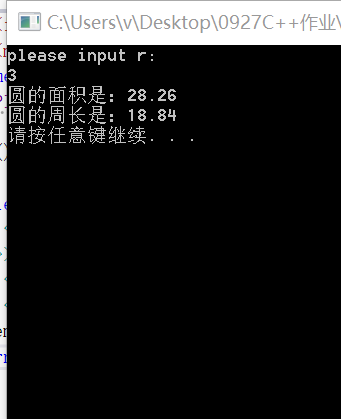 C:\Users\v\Desktop\0927C++作业\
please input r:
3
圆的面积是：28.26
圆的周长是：18.84
请按任意键继续. . .